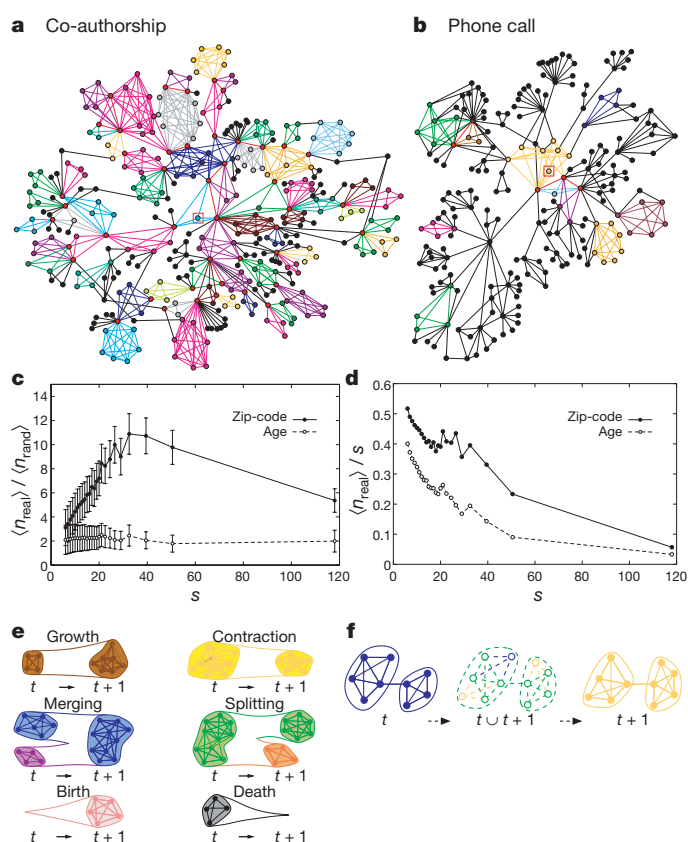 a Co-authorship
b Phone call
c
⟨n_real⟩ / ⟨n_rand⟩
14
12
10
8
6
4
2
0
Zip-code
Age
0 20 40 60 80 100 120
s
d
⟨n_real⟩ / s
0.6
0.5
0.4
0.3
0.2
0.1
0
Zip-code
Age
0 20 40 60 80 100 120
s
e
Growth
t → t + 1
Contraction
t → t + 1
Merging
t → t + 1
Splitting
t → t + 1
Birth
t → t + 1
Death
t → t + 1
f
t ⇢ t ∪ t + 1 ⇢ t + 1